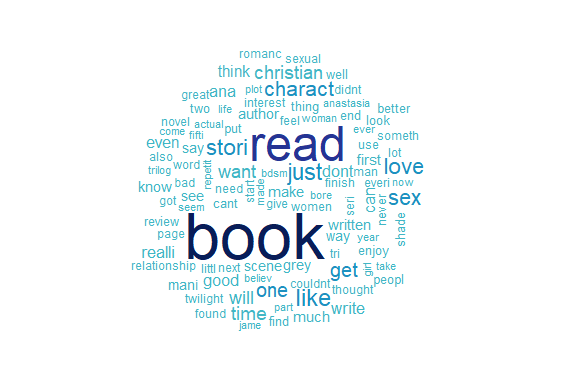 romanc sexual
think christian well
great ana plot charact didnt
two life interest thing anastasia better
novel actual author feel woman end look
come fifti put read ever someth
even say stori use
also word want bdsm just dont man first lot
trilog repetit start made finish everi now love
know bad need make can sex
got see cant give women seri never
seem book written shade
review way year
page realli tri enjoy
relationship littl next scene grey get girl take
mani good believ couldnt thought peopl
twilight will one like write
found time part much
jame find